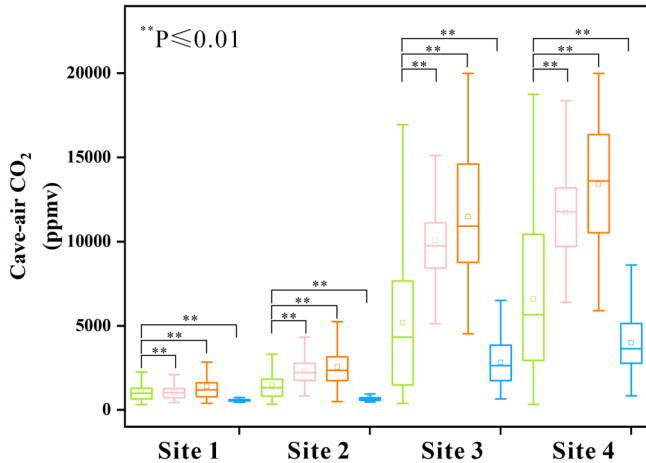 **P≤0.01
Cave-air CO₂
(ppmv)
20000
15000
10000
5000
0
**
**
**
**
**
**
**
**
**
**
**
**
Site 1
Site 2
Site 3
Site 4